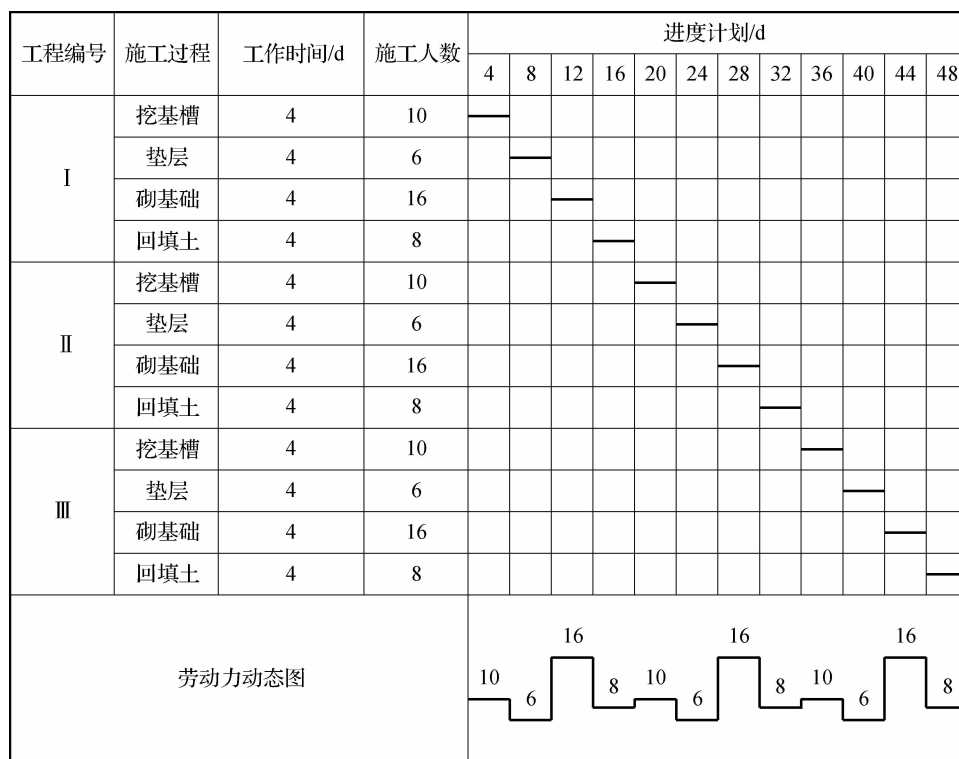 工程编号 施工过程 工作时间/d 施工人数 进度计划/d
4 8 12 16 20 24 28 32 36 40 44 48
Ⅰ
挖基槽 4 10
垫层 4 6
砌基础 4 16
回填土 4 8
Ⅱ
挖基槽 4 10
垫层 4 6
砌基础 4 16
回填土 4 8
Ⅲ
挖基槽 4 10
垫层 4 6
砌基础 4 16
回填土 4 8
劳动力动态图
10 6 16 8 10 6 16 8 10 6 16 8